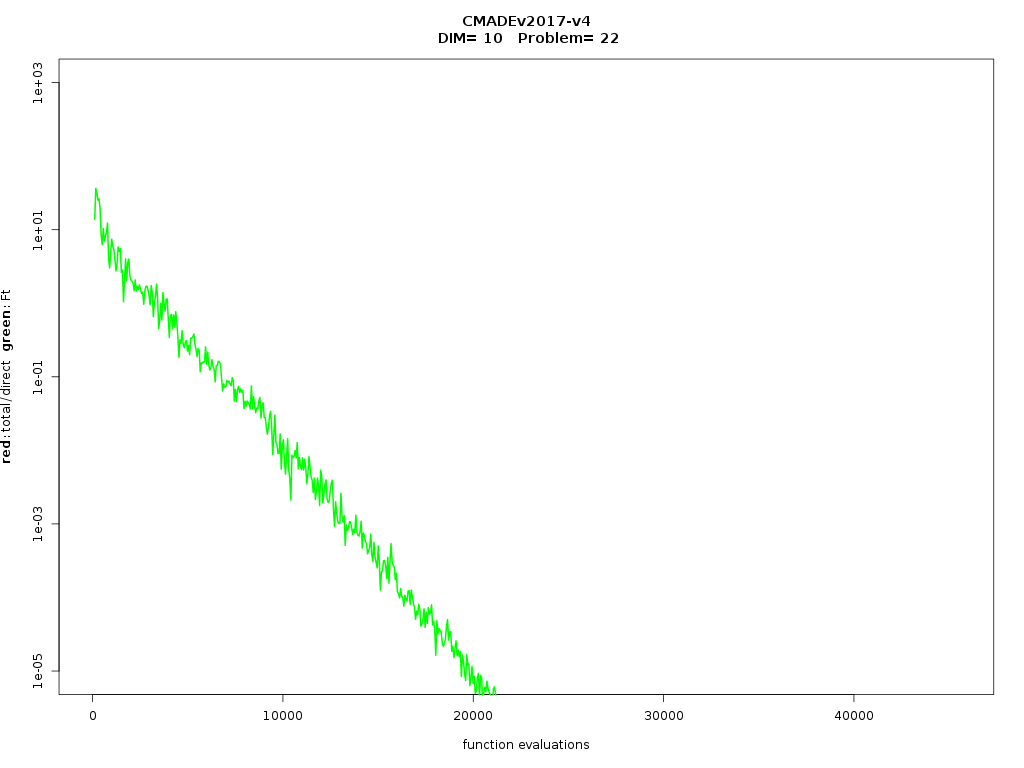 CMADEv2017-v4
DIM= 10 Problem= 22
1e+03
1e+01
1e-01
1e-03
1e-05
red: total/direct green: Ft
0 10000 20000 30000 40000
function evaluations